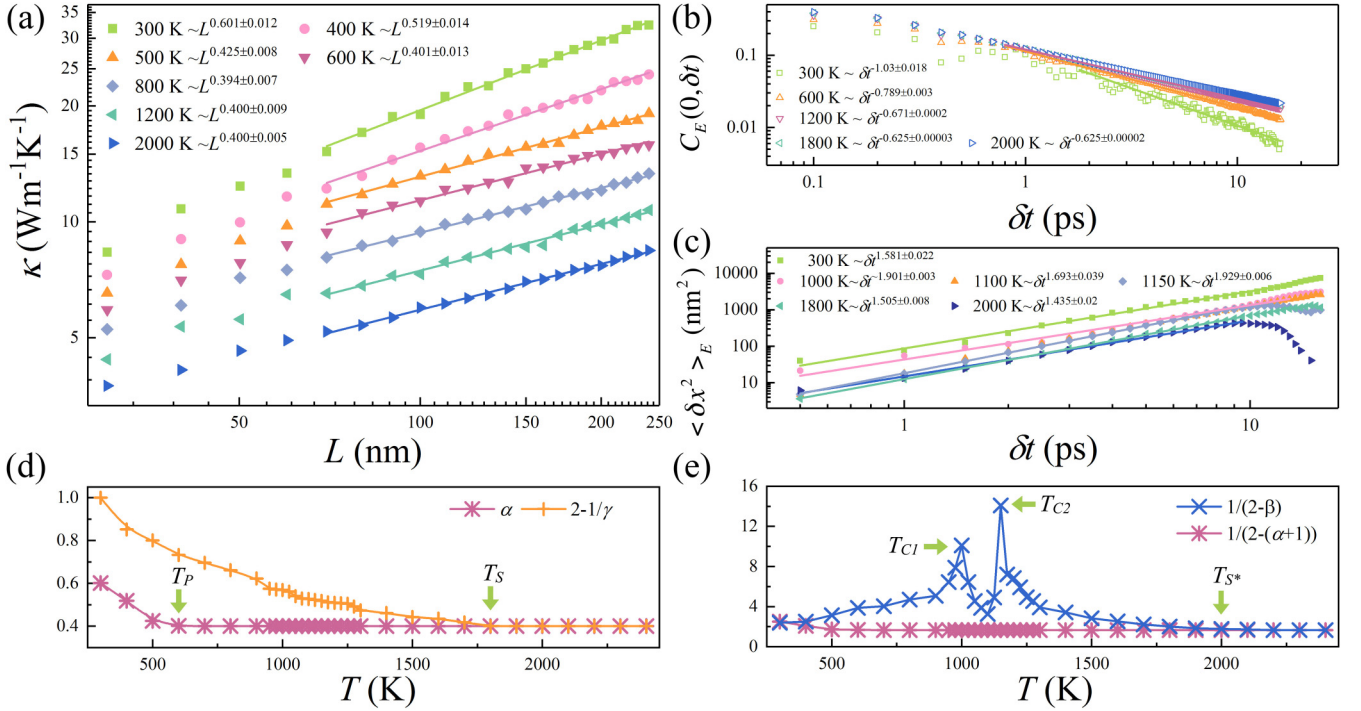 (a)
300 K ~L^0.601±0.012
400 K ~L^0.519±0.014
500 K ~L^0.425±0.008
600 K ~L^0.401±0.013
800 K ~L^0.394±0.007
1200 K ~L^0.400±0.009
2000 K ~L^0.400±0.005
κ (Wm⁻¹K⁻¹)
35
30
25
20
15
10
5
50
100
150
200
250
L (nm)
(b)
C_E(0,δt)
0.1
0.01
300 K ~ δt^-1.03±0.018
600 K ~ δt^-0.789±0.003
1200 K ~ δt^-0.671±0.0002
1800 K ~ δt^-0.625±0.00003
2000 K ~ δt^-0.625±0.00002
0.1
1
10
δt (ps)
(c)
< δx² >_E (nm²)
10000
1000
100
10
300 K~δt^1.581±0.022
1000 K~δt^-1.901±0.003
1100 K~δt^1.693±0.039
1150 K~δt^1.929±0.006
1800 K~δt^1.505±0.008
2000 K~δt^1.435±0.02
1
10
δt (ps)
(d)
1.0
0.8
0.6
0.4
α
2-1/γ
T_P
T_S
500
1000
1500
2000
T (K)
(e)
16
12
8
4
0
1/(2-β)
1/(2-(α+1))
T_C1
T_C2
T_S*
500
1000
1500
2000
T (K)